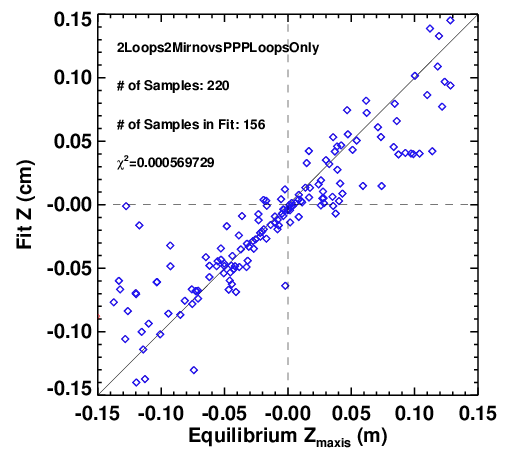 2Loops2MirnovsPPPLoopsOnly
# of Samples: 220
# of Samples in Fit: 156
χ²=0.000569729
Fit Z (cm)
0.15
0.10
0.05
-0.00
-0.05
-0.10
-0.15
-0.15 -0.10 -0.05 -0.00 0.05 0.10 0.15
Equilibrium Zmaxis (m)